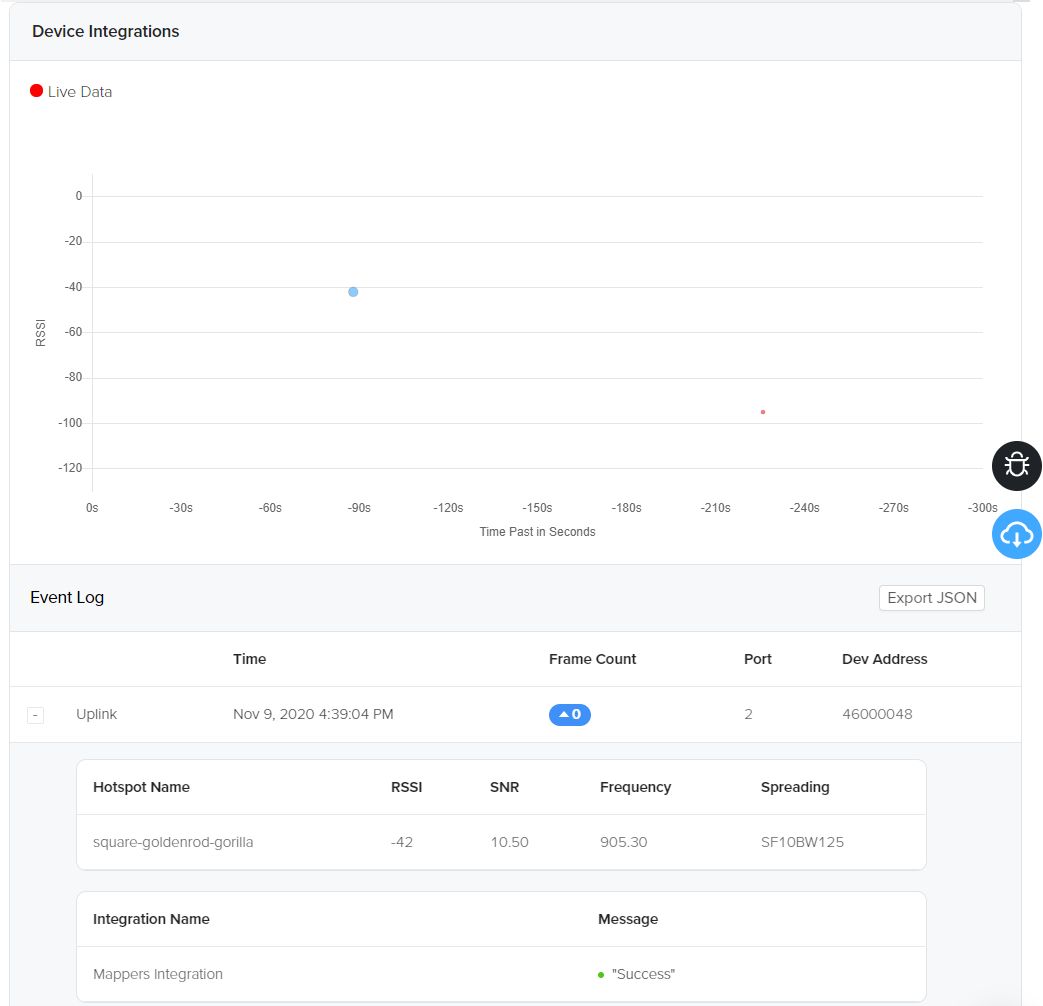 Device Integrations
Live Data
0
-20
-40
-60
-80
-100
-120
RSSI
0s -30s -60s -90s -120s -150s -180s -210s -240s -270s -300s
Time Past in Seconds
Event Log Export JSON
Time Frame Count Port Dev Address
- Uplink Nov 9, 2020 4:39:04 PM 0 2 46000048
Hotspot Name RSSI SNR Frequency Spreading
square-goldenrod-gorilla -42 10.50 905.30 SF10BW125
Integration Name Message
Mappers Integration "Success"